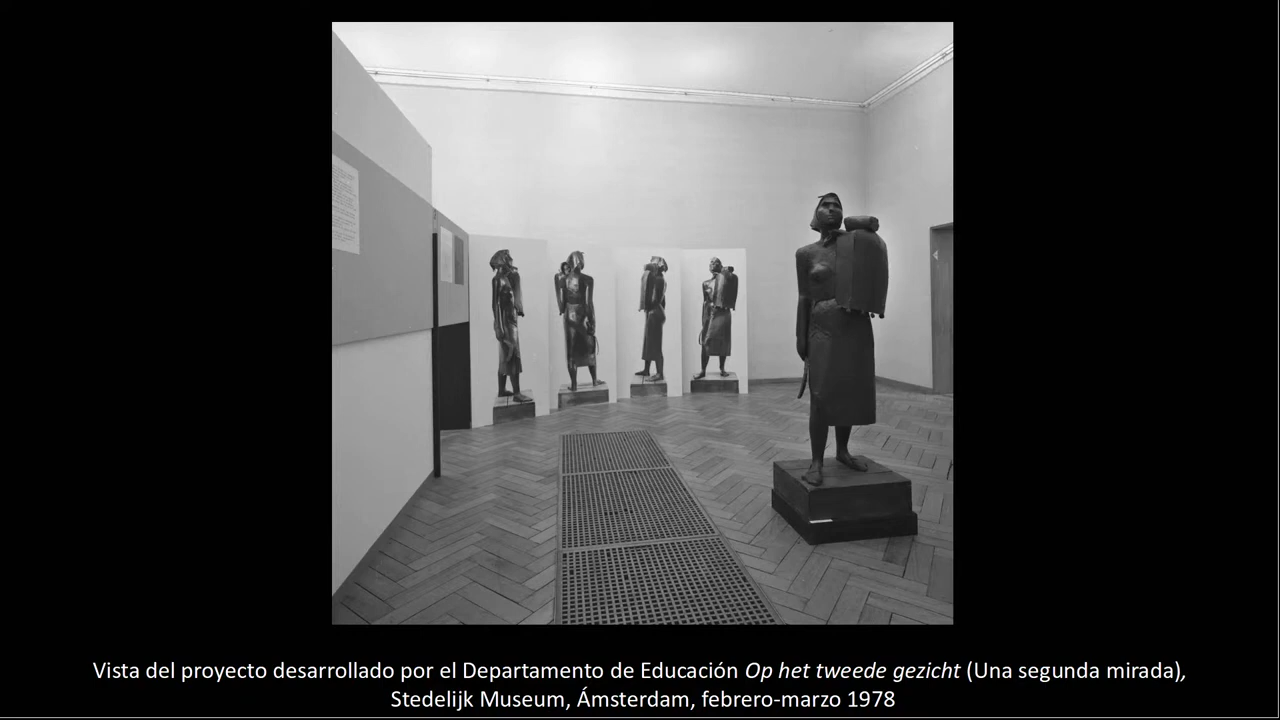 Vista del proyecto desarrollado por el Departamento de Educación Op het tweede gezicht (Una segunda mirada),
Stedelijk Museum, Ámsterdam, febrero-marzo 1978